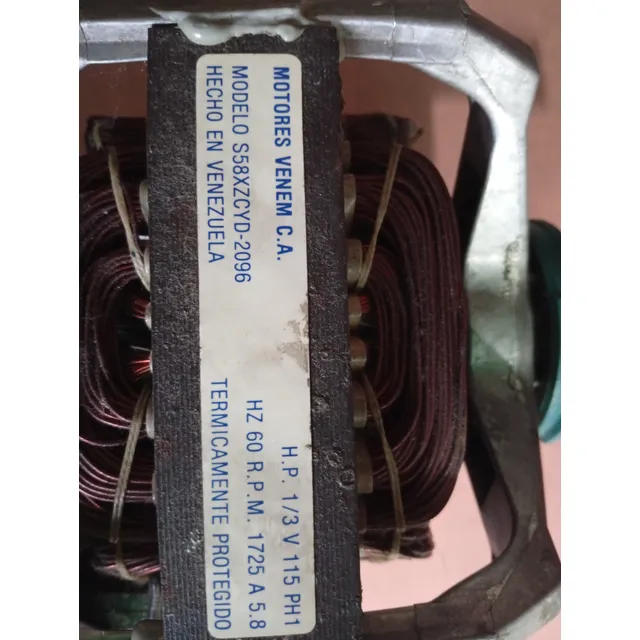 MOTORES VENEM C.A.
MODELO S58XZCYD-2096
HECHO EN VENEZUELA
H.P. 1/3 V 115 PH1
HZ 60 R.P.M. 1725 A 5.8
TERMICAMENTE PROTEGIDO